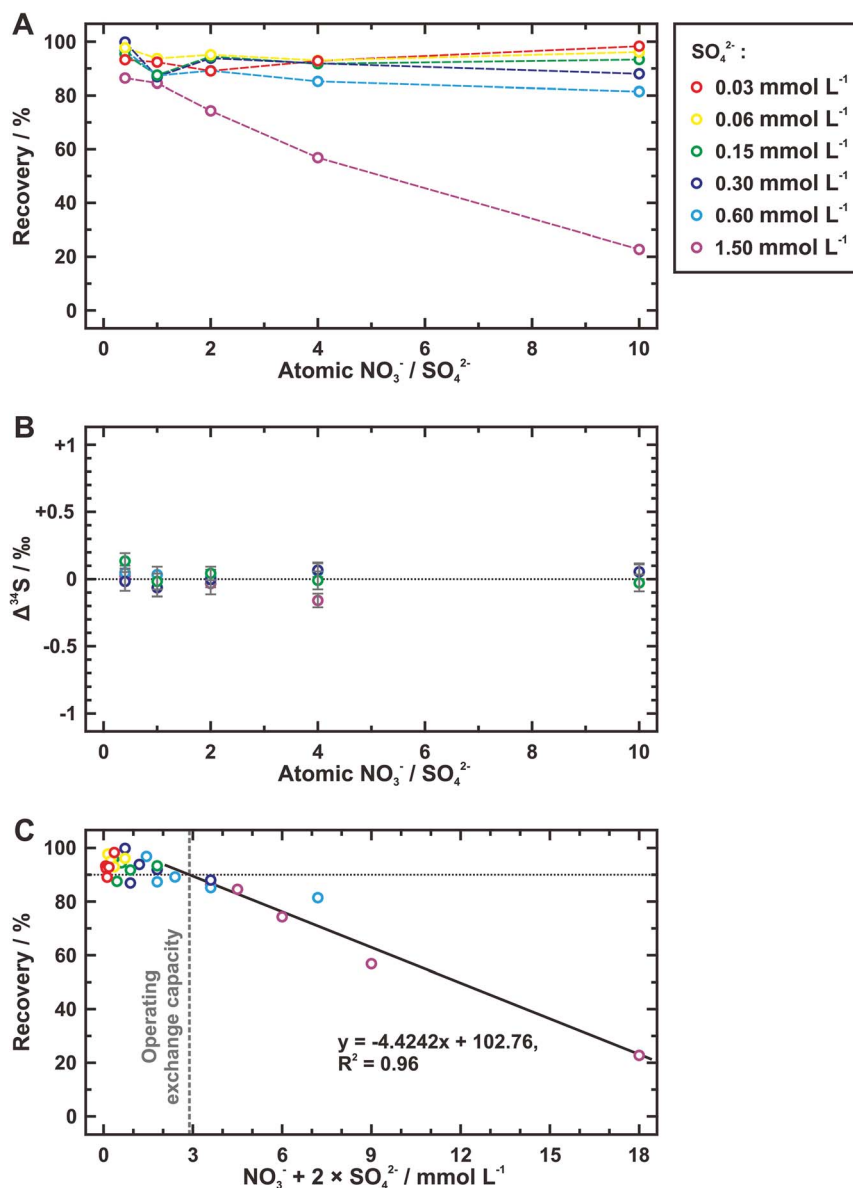 A
100
80
60
40
20
0
Recovery / %
0 2 4 6 8 10
Atomic NO₃⁻ / SO₄²⁻
SO₄²⁻ :
0.03 mmol L⁻¹
0.06 mmol L⁻¹
0.15 mmol L⁻¹
0.30 mmol L⁻¹
0.60 mmol L⁻¹
1.50 mmol L⁻¹
B
+1
+0.5
0
-0.5
-1
Δ³⁴S / ‰
0 2 4 6 8 10
Atomic NO₃⁻ / SO₄²⁻
C
100
80
60
40
20
0
Recovery / %
Operating
exchange capacity
y = -4.4242x + 102.76,
R² = 0.96
0 3 6 9 12 15 18
NO₃⁻ + 2 × SO₄²⁻ / mmol L⁻¹